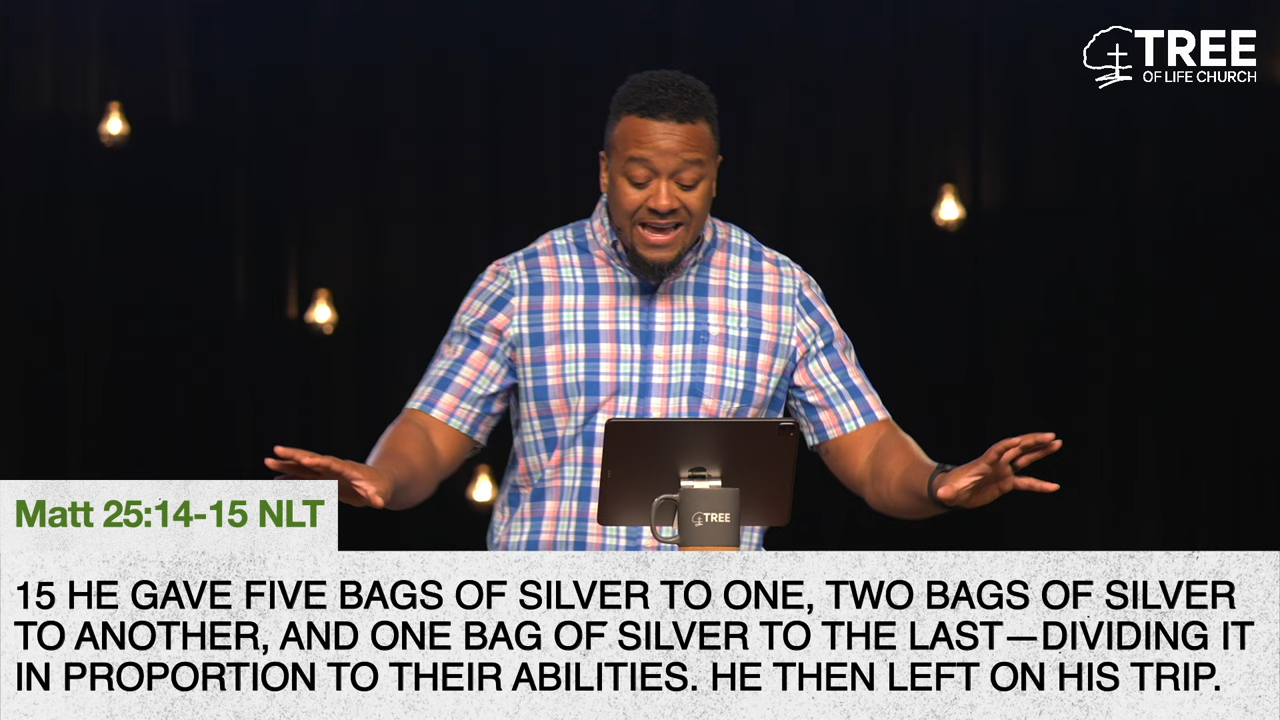 TREE
OF LIFE CHURCH
TREE
Matt 25:14-15 NLT
15 HE GAVE FIVE BAGS OF SILVER TO ONE, TWO BAGS OF SILVER
TO ANOTHER, AND ONE BAG OF SILVER TO THE LAST—DIVIDING IT
IN PROPORTION TO THEIR ABILITIES. HE THEN LEFT ON HIS TRIP.